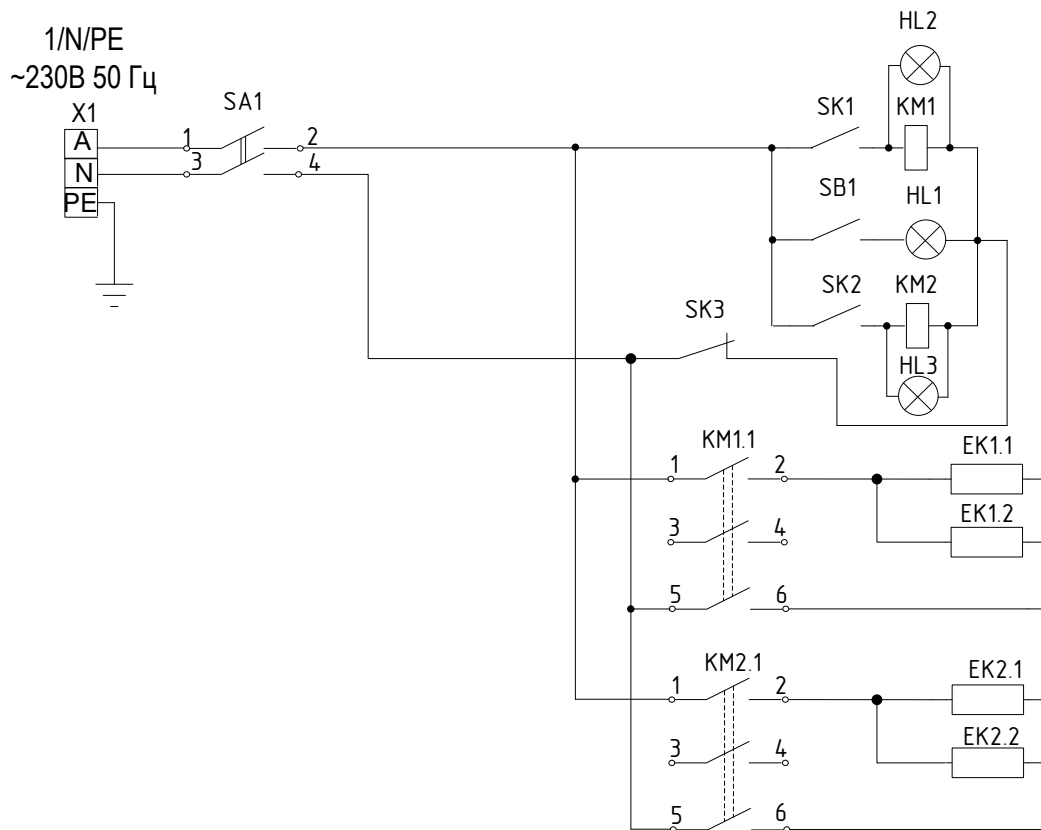 1/N/PE
~230В 50 Гц
X1
A
N
PE
SA1
1 2
3 4
HL2
SK1 KM1
SB1 HL1
SK2 KM2
SK3
HL3
KM1.1 EK1.1
1 2
EK1.2
3 4
5 6
KM2.1 EK2.1
1 2
EK2.2
3 4
5 6